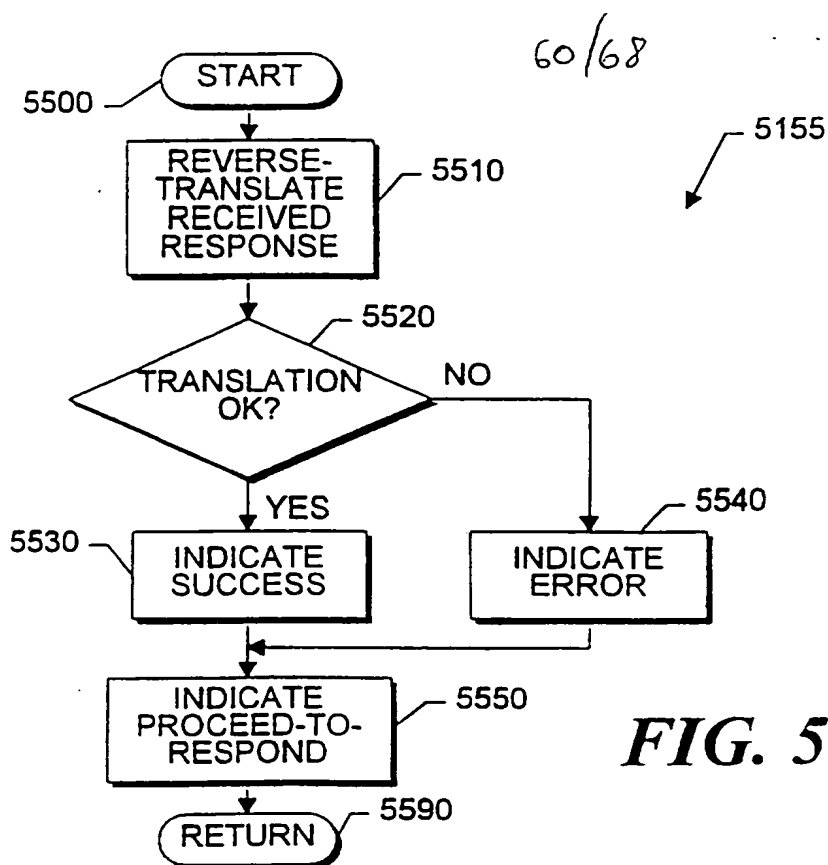 60/68
START
5500
5155
REVERSE-
TRANSLATE
RECEIVED
RESPONSE
5510
5520
TRANSLATION
OK?
NO
YES
5530
INDICATE
SUCCESS
5540
INDICATE
ERROR
INDICATE
PROCEED-TO-
RESPOND
5550
FIG. 5
RETURN
5590